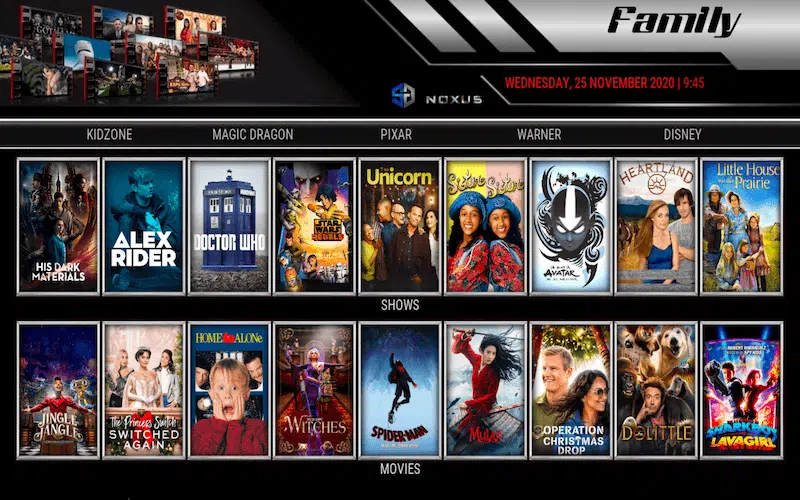 Family
WEDNESDAY, 25 NOVEMBER 2020 | 9:45
NOXUS
KIDZONE MAGIC DRAGON PIXAR WARNER DISNEY
HIS DARK
MATERIALS
ALEX
RIDER
DOCTOR WHO
STAR
WARS
REBELS
Unicorn
Sister Sister
AVATAR
HEARTLAND
Little House
Prairie
SHOWS
JINGLE
JANGLE
The Princess Switch
SWITCHED
AGAIN
HOME ALONe
WITCHES
SPIDER-MAN
MULAN
OPERATION
CHRISTMAS
DROP
DOLITTLE
ROBERT RODRIGUEZ
SHARKBOY
LAVAGIRL
MOVIES